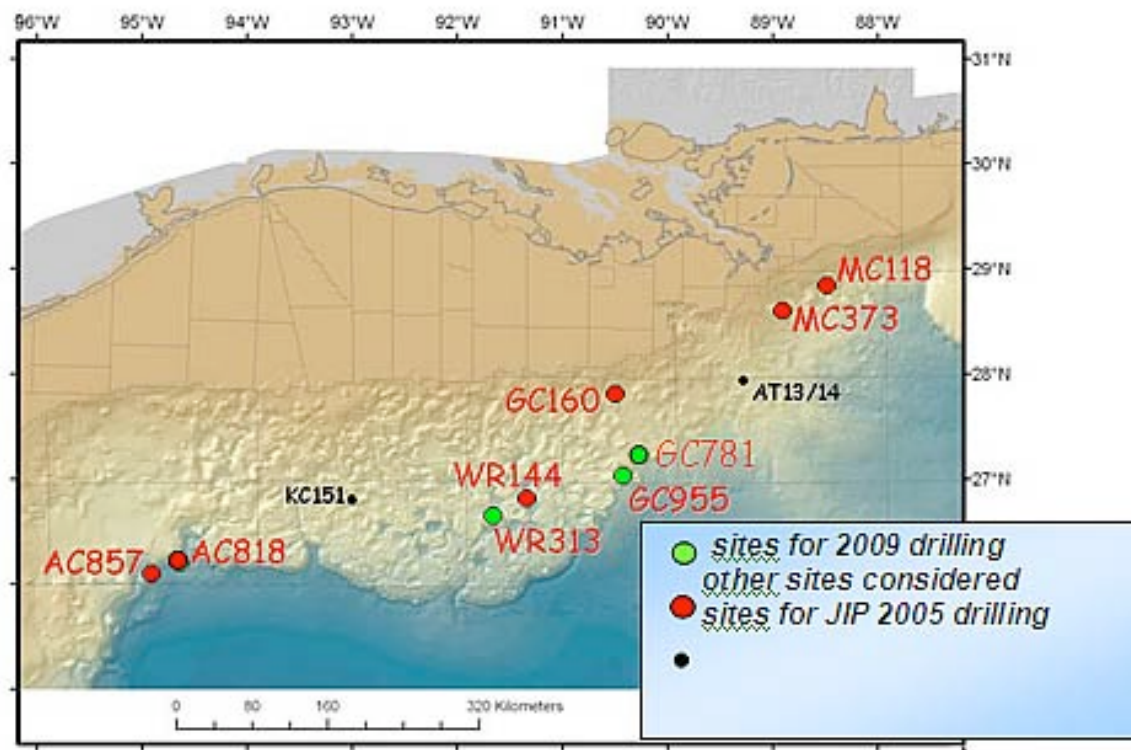 96°W 95°W 94°W 93°W 92°W 91°W 90°W 89°W 88°W
31°N
30°N
29°N
MC118
MC373
28°N
AT13/14
GC160
GC781
27°N
WR144
KC151
GC955
WR313
AC857
AC818
sites for 2009 drilling
other sites considered
sites for JIP 2005 drilling
0 80 160 320 Kilometers